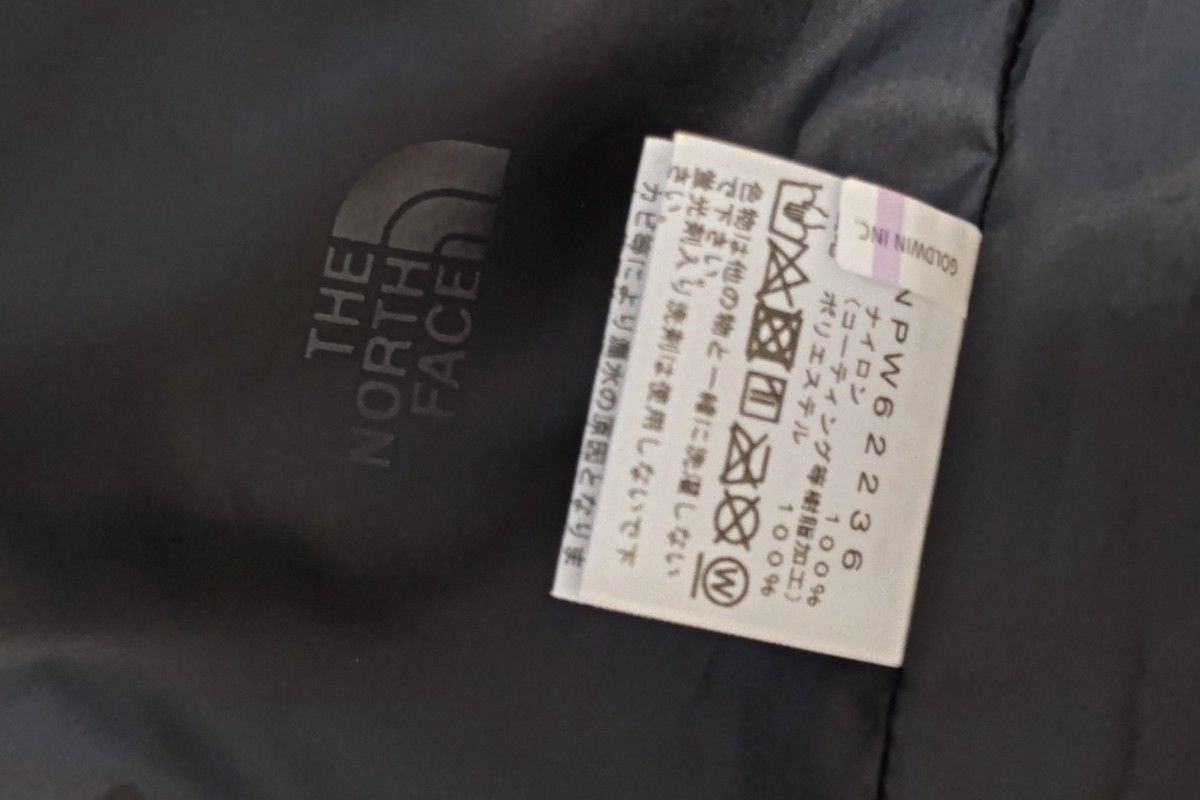 THE
NORTH
FACE
GOLDWIN INC.
NPW62236
ナイロン 100%
(コーティング等樹脂加工)
ポリエステル 100%
W
色物は他の物と一緒に洗濯しない
で下さい。
蛍光剤入り洗剤は使用しないで下
さい。
カビ等により漏水の原因となりま